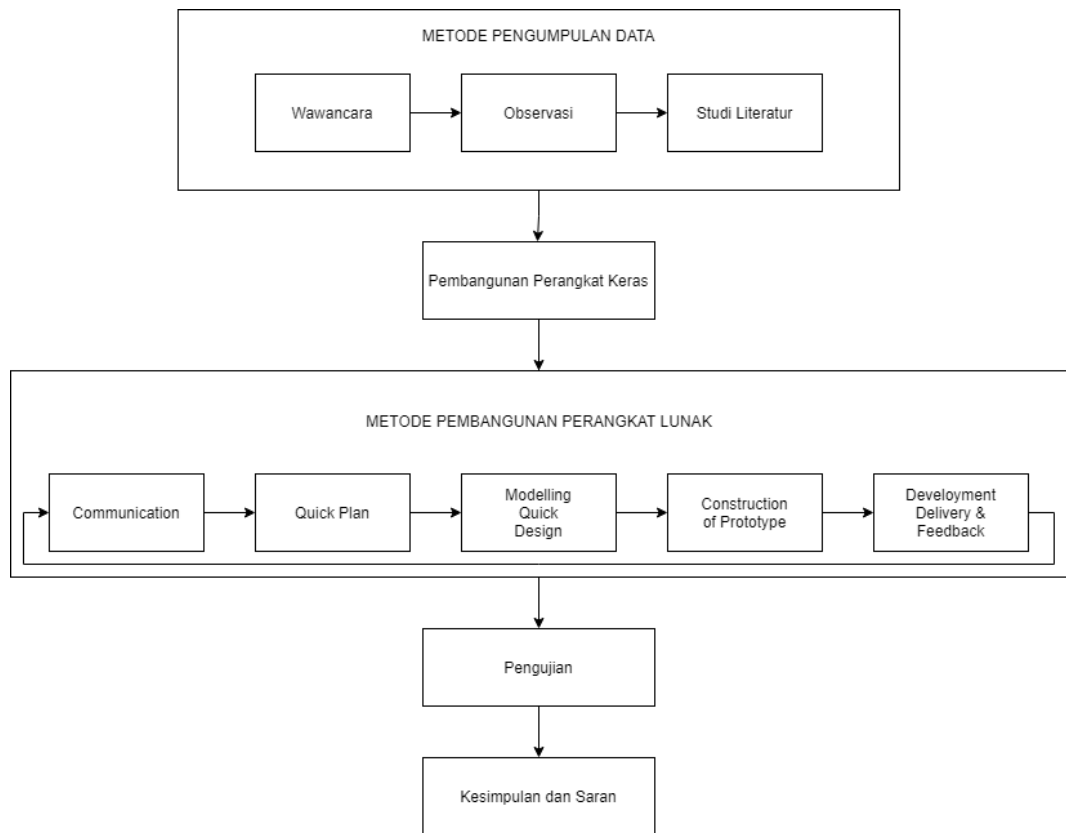 METODE PENGUMPULAN DATA
Wawancara
Observasi
Studi Literatur
Pembangunan Perangkat Keras
METODE PEMBANGUNAN PERANGKAT LUNAK
Communication
Quick Plan
Modelling
Quick
Design
Construction
of Prototype
Develoyment
Delivery &
Feedback
Pengujian
Kesimpulan dan Saran